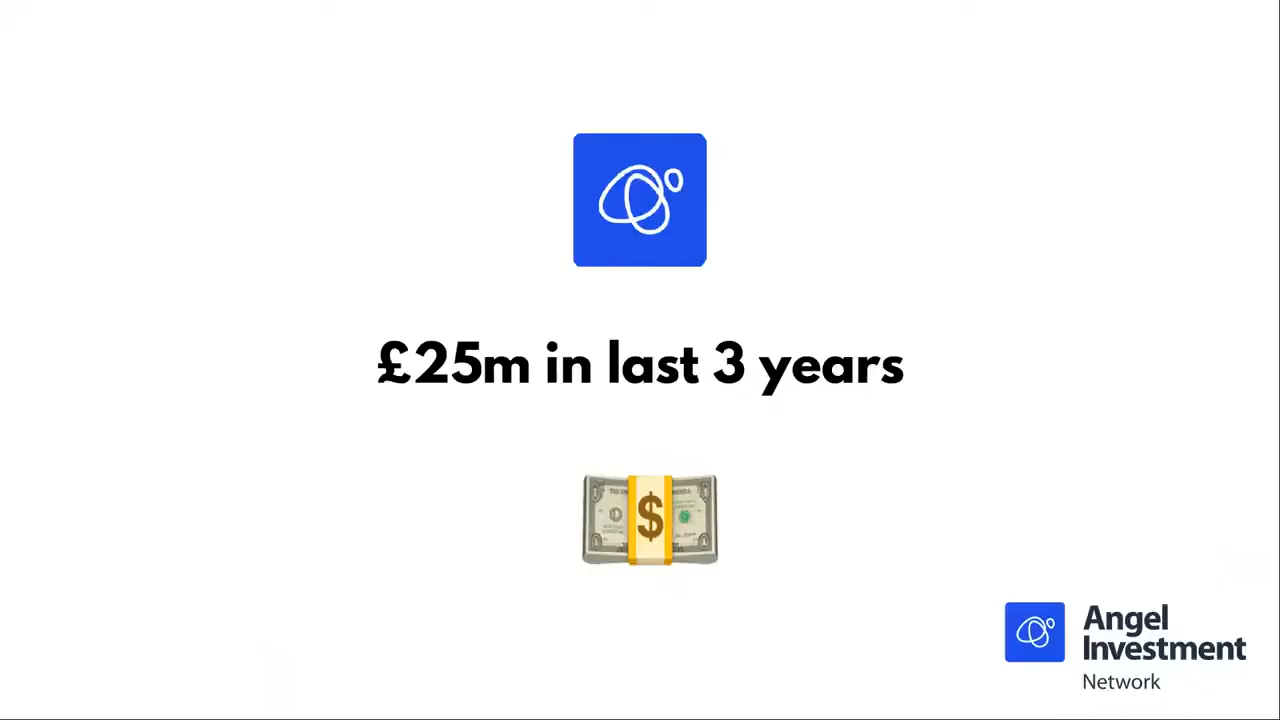 £25m in last 3 years
$
Angel
Investment
Network